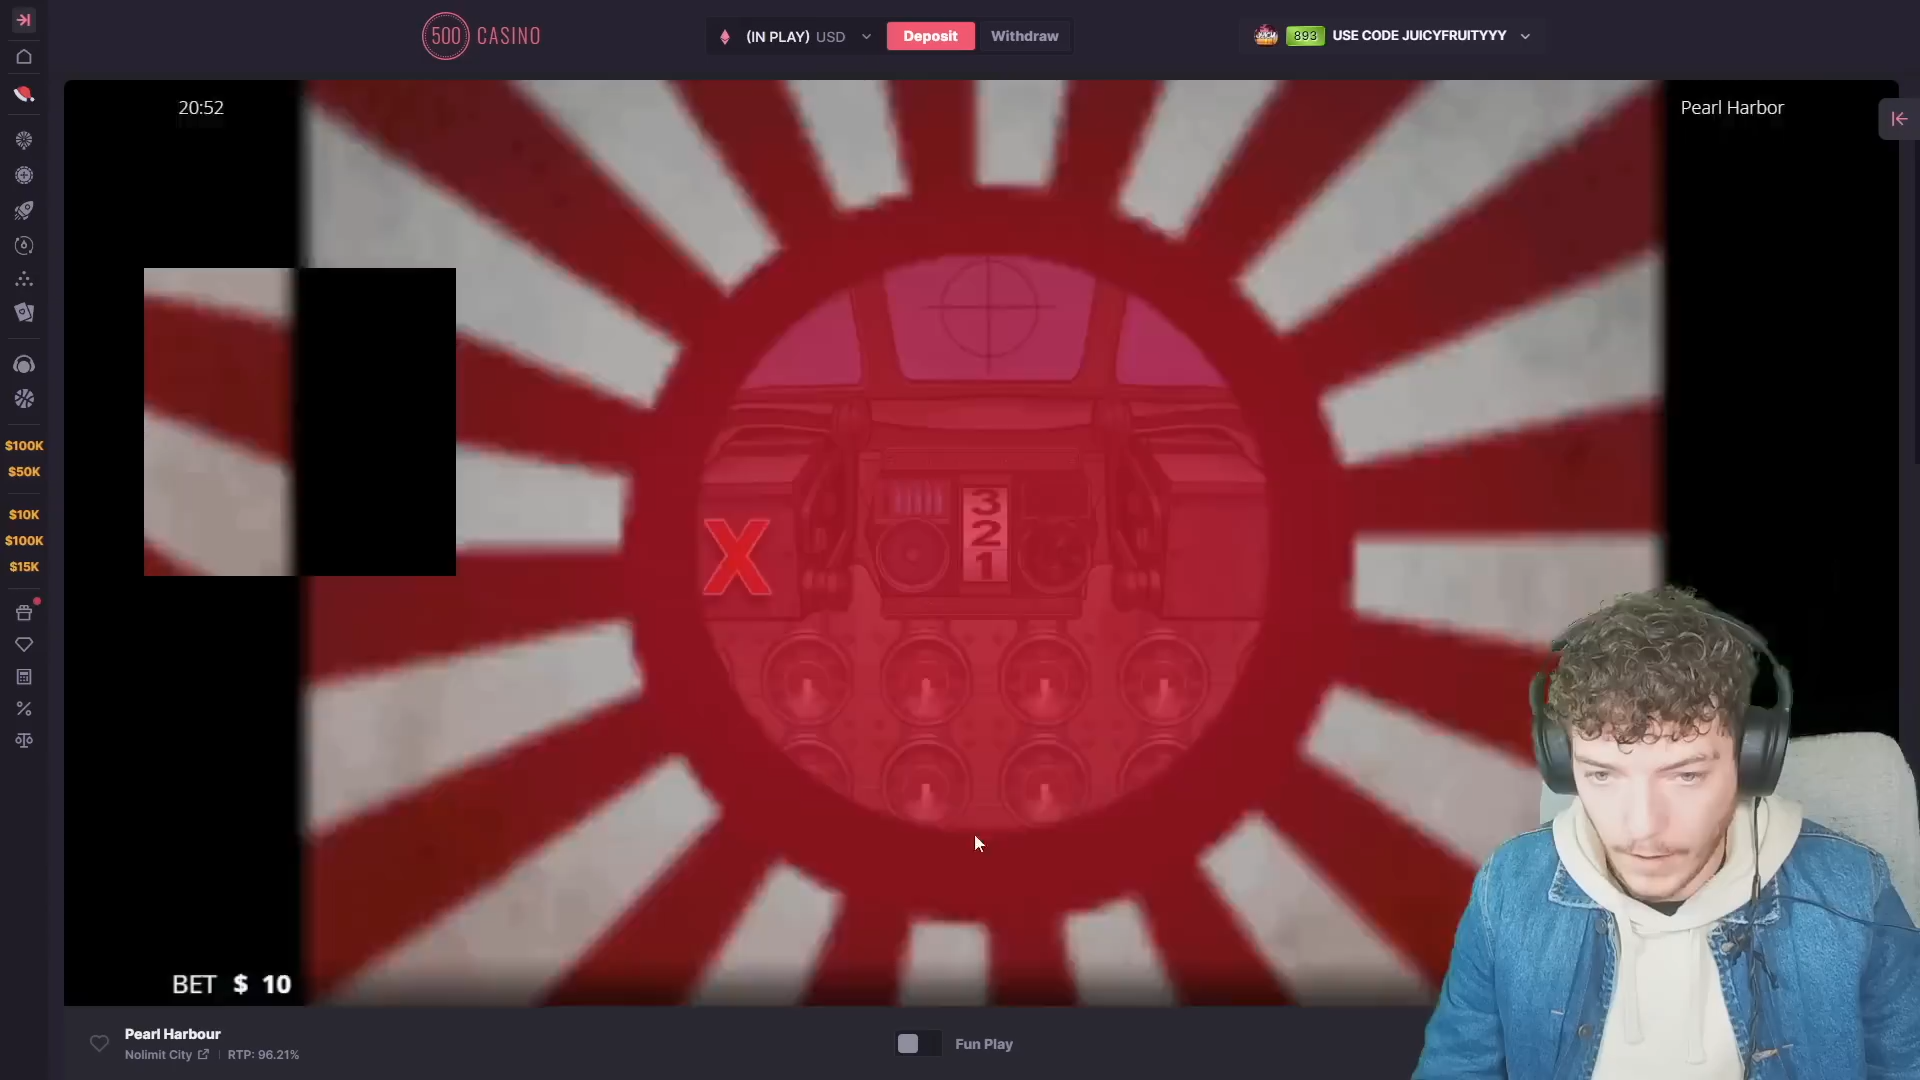 500 CASINO
(IN PLAY) USD
Deposit
Withdraw
893
USE CODE JUICYFRUITYYY
20:52
Pearl Harbor
$100K
$50K
$10K
$100K
$15K
X
3
2
1
BET $ 10
Pearl Harbour
Nolimit City
RTP: 96.21%
Fun Play